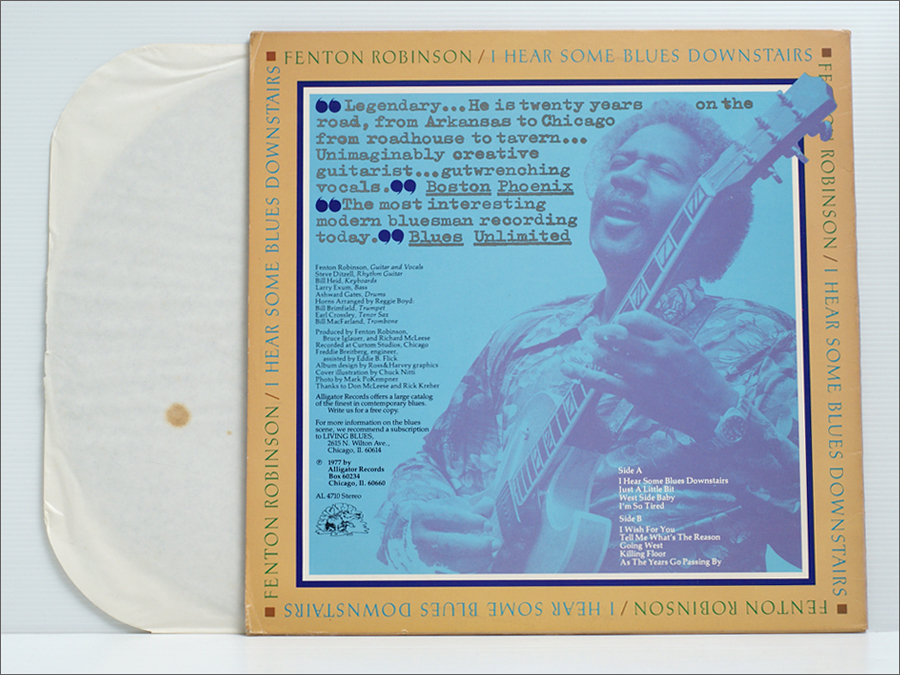 FENTON ROBINSON / I HEAR SOME BLUES DOWNSTAIRS
FENTON ROBINSON / I HEAR SOME BLUES DOWNSTAIRS
FENTON ROBINSON / I HEAR SOME BLUES DOWNSTAIRS
FENTON ROBINSON / I HEAR SOME BLUES DOWNSTAIRS
“Legendary...He is twenty years on the
road, from Arkansas to Chicago
from roadhouse to tavern...
Unimaginably creative
guitarist...gutwrenching
vocals.” Boston Phoenix
“The most interesting
modern bluesman recording
today.” Blues Unlimited
Fenton Robinson, Guitar and Vocals
Steve Ditzell, Rhythm Guitar
Bill Heid, Keyboards
Larry Exum, Bass
Ashward Gates, Drums
Horns Arranged by Reggie Boyd:
Bill Brimfield, Trumpet
Earl Crossley, Tenor Sax
Bill MacFarland, Trombone
Produced by Fenton Robinson,
Bruce Iglauer, and Richard McLeese
Recorded at Curtom Studios, Chicago
Freddie Breitberg, engineer,
assisted by Eddie B. Flick
Album design by Ross&Harvey graphics
Cover illustration by Chuck Nitti
Photo by Mark PoKempner
Thanks to Don McLeese and Rick Kreher
Alligator Records offers a large catalog
of the finest in contemporary blues.
Write us for a free copy.
For more information on the blues
scene, we recommend a subscription
to LIVING BLUES,
2615 N. Wilton Ave.,
Chicago, Il. 60614
℗ 1977 by
Alligator Records
Box 60234
Chicago, Il. 60660
AL 4710 Stereo
Side A
I Hear Some Blues Downstairs
Just A Little Bit
West Side Baby
I'm So Tired
Side B
I Wish For You
Tell Me What's The Reason
Going West
Killing Floor
As The Years Go Passing By